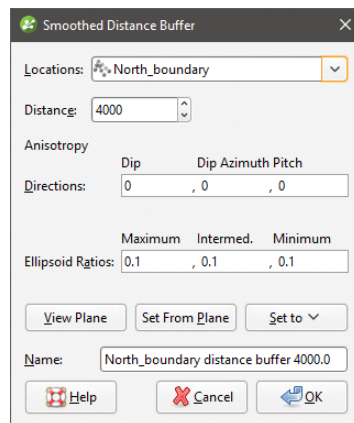 Smoothed Distance Buffer
Locations: North_boundary
Distance: 4000
Anisotropy
Dip Dip Azimuth Pitch
Directions: 0 , 0 , 0
Maximum Intermed. Minimum
Ellipsoid Ratios: 0.1 , 0.1 , 0.1
View Plane Set From Plane Set to
Name: North_boundary distance buffer 4000.0
Help Cancel OK